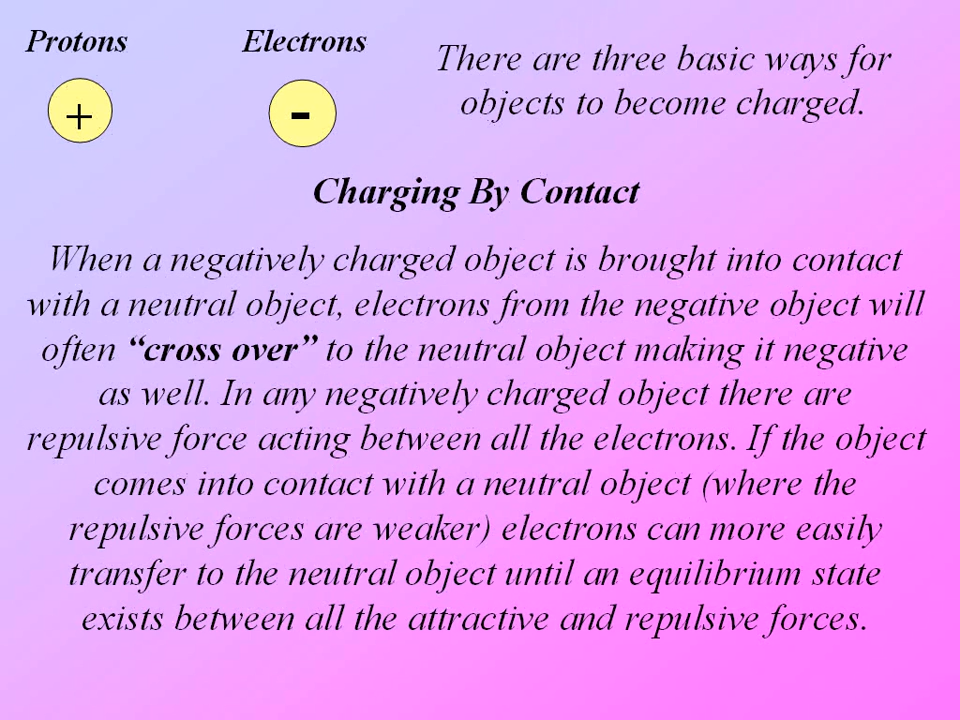 Protons
Electrons
+
-
There are three basic ways for
objects to become charged.
Charging By Contact
When a negatively charged object is brought into contact
with a neutral object, electrons from the negative object will
often “cross over” to the neutral object making it negative
as well. In any negatively charged object there are
repulsive force acting between all the electrons. If the object
comes into contact with a neutral object (where the
repulsive forces are weaker) electrons can more easily
transfer to the neutral object until an equilibrium state
exists between all the attractive and repulsive forces.